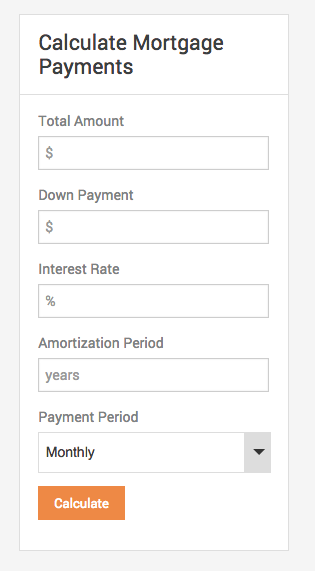 Calculate Mortgage
Payments
Total Amount
$
Down Payment
$
Interest Rate
%
Amortization Period
years
Payment Period
Monthly
Calculate